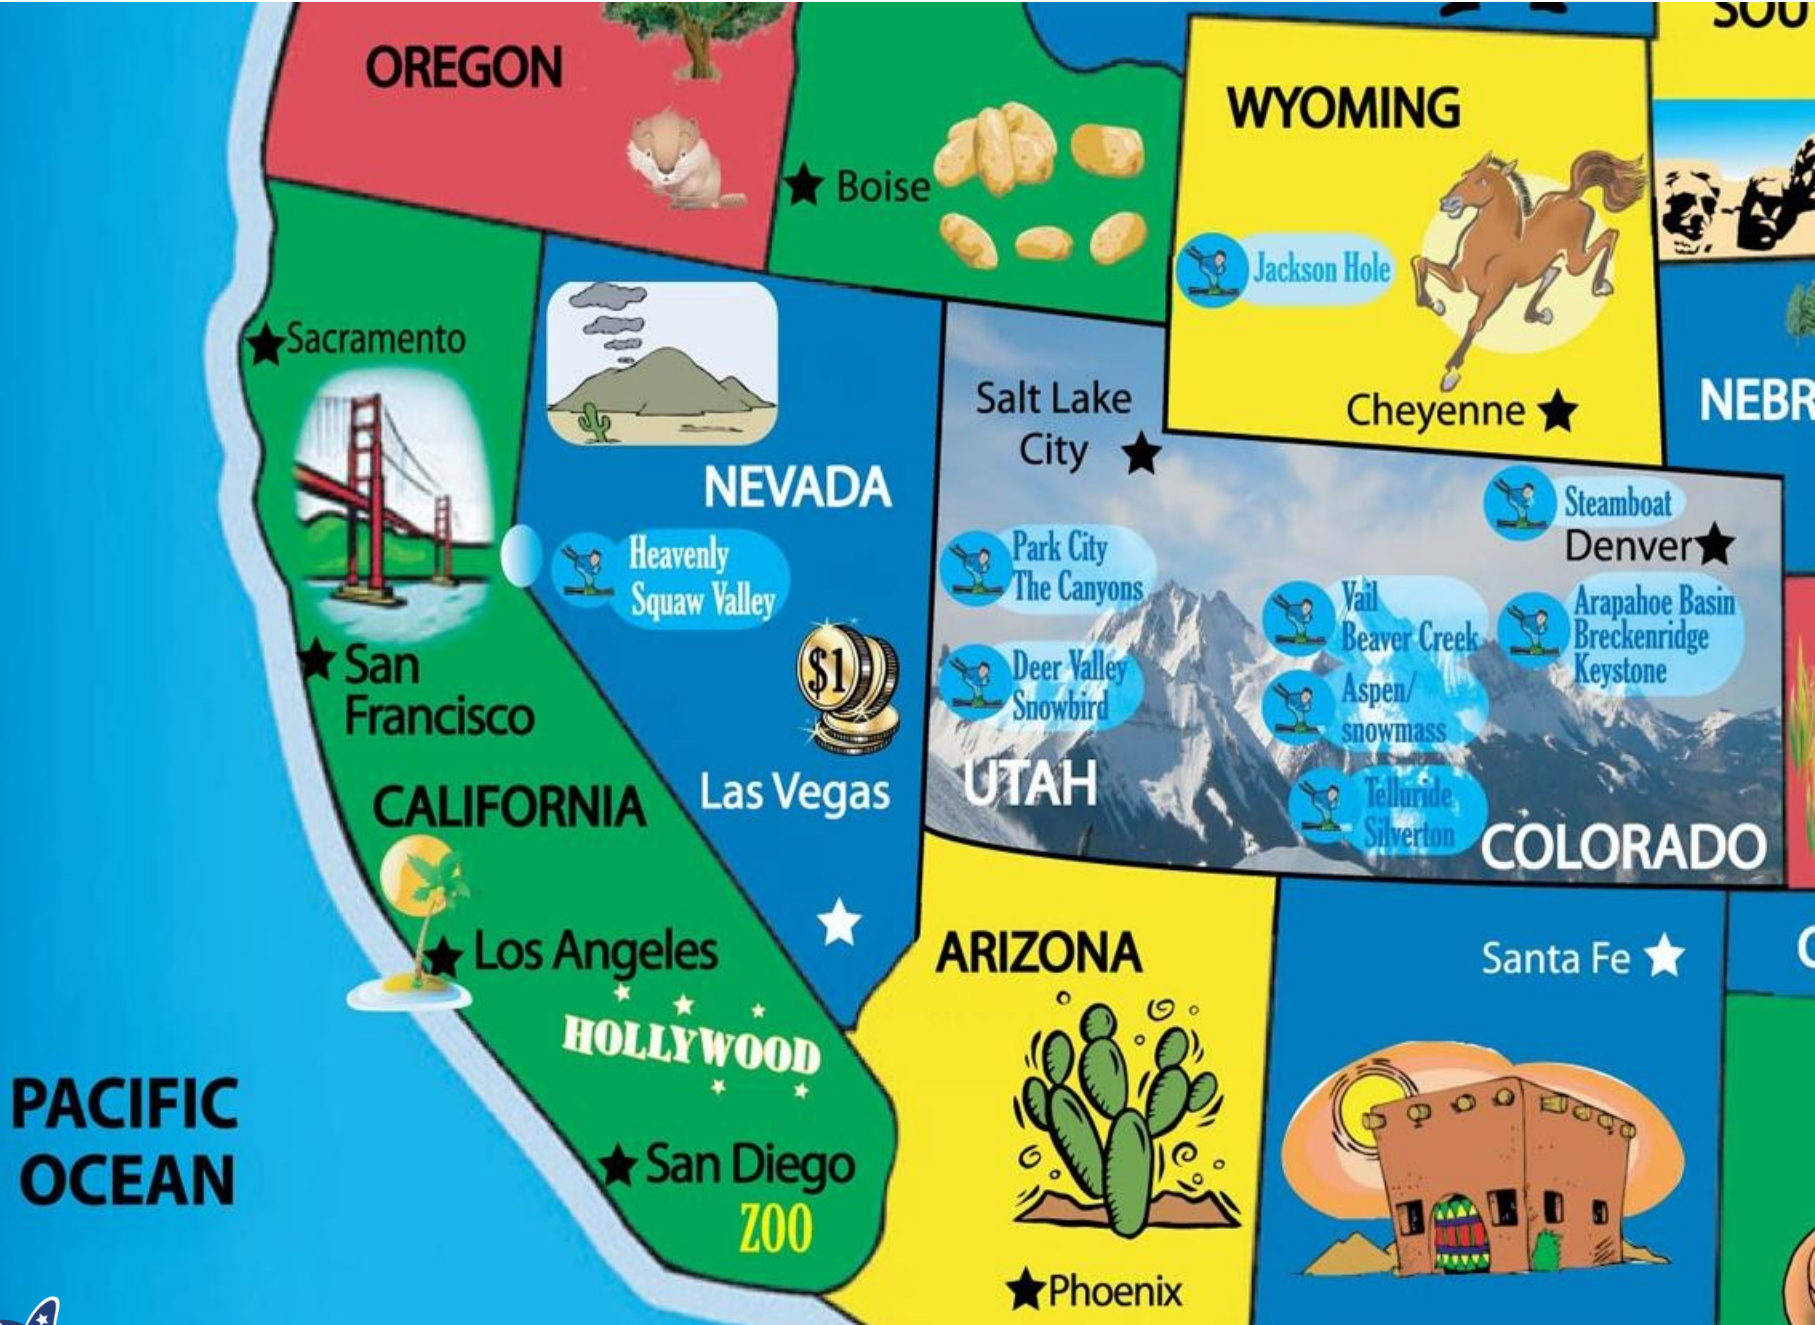 OREGON
SOU
WYOMING
Boise
Jackson Hole
Sacramento
Salt Lake
City
Cheyenne
NEBR
NEVADA
Steamboat
Denver
Heavenly
Squaw Valley
Park City
The Canyons
Vail
Beaver Creek
Arapahoe Basin
Breckenridge
Keystone
$1
San
Francisco
Deer Valley
Snowbird
Aspen/
snowmass
CALIFORNIA
Las Vegas
UTAH
Telluride
Silverton
COLORADO
Los Angeles
ARIZONA
Santa Fe
HOLLYWOOD
PACIFIC
OCEAN
San Diego
ZOO
Phoenix